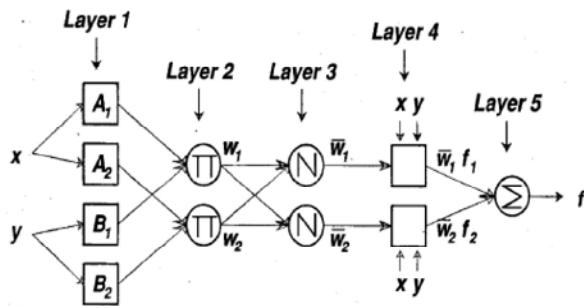 Layer 1
Layer 2
Layer 3
Layer 4
Layer 5
x y
A₁
x
A₂
Π
w₁
N
w̅₁
w̅₁ f₁
Σ
f
y
B₁
Π
w₂
N
w̅₂
w̅₂ f₂
B₂
x y